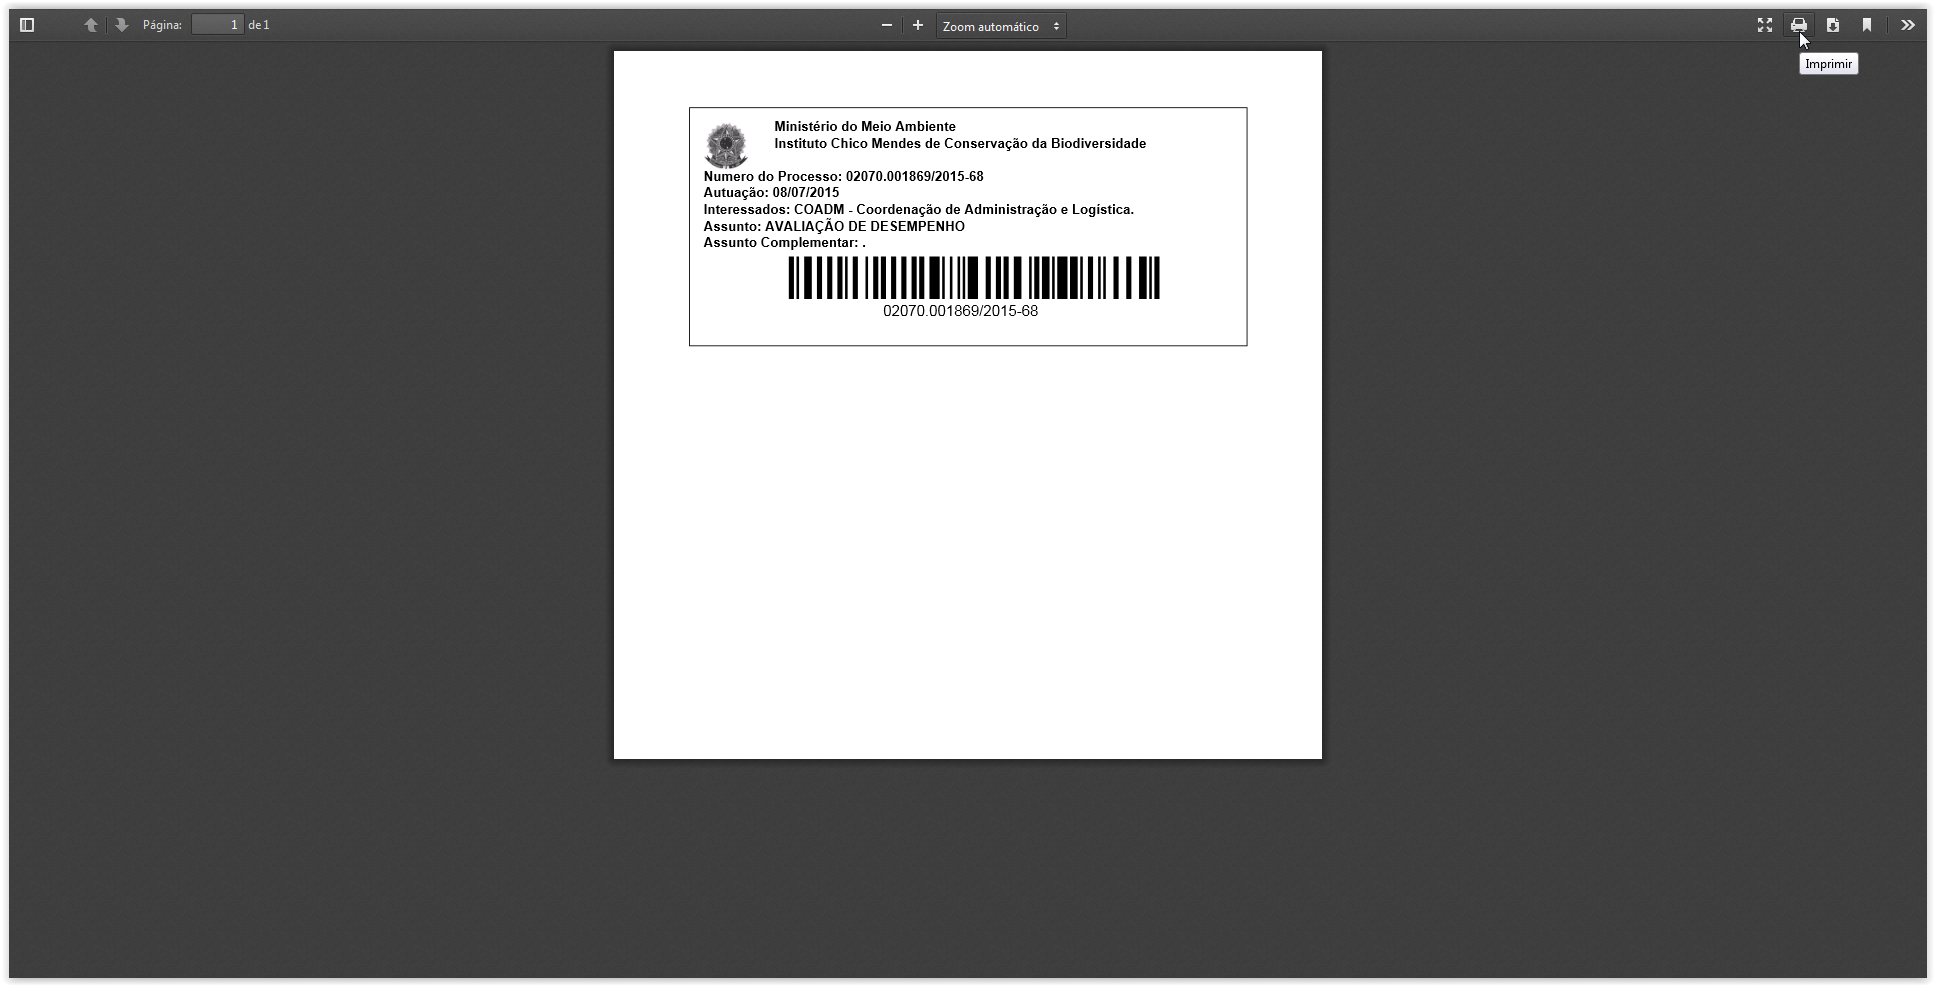 Página: 1 de 1
Zoom automático
Imprimir
Ministério do Meio Ambiente
Instituto Chico Mendes de Conservação da Biodiversidade
Numero do Processo: 02070.001869/2015-68
Autuação: 08/07/2015
Interessados: COADM - Coordenação de Administração e Logística.
Assunto: AVALIAÇÃO DE DESEMPENHO
Assunto Complementar: .
02070.001869/2015-68